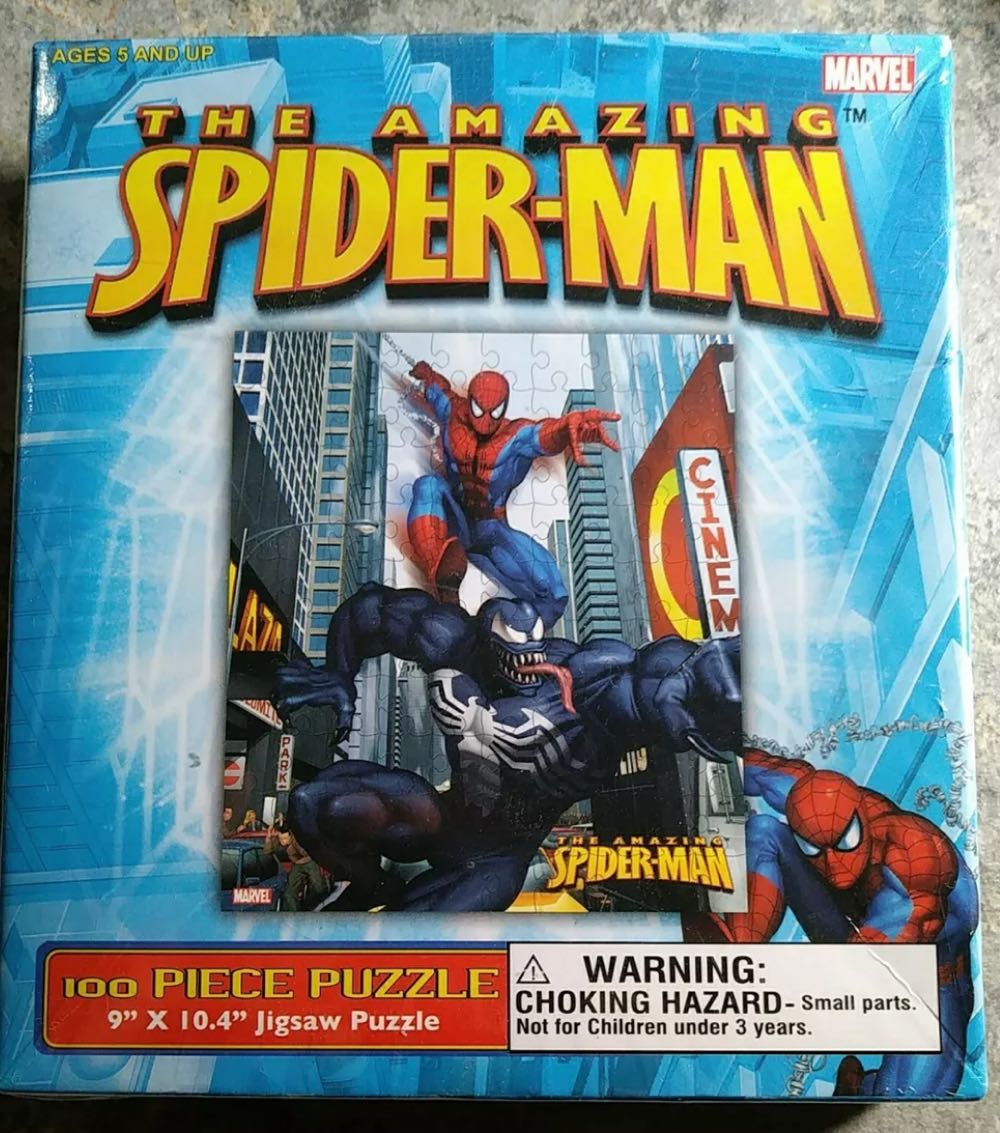 AGES 5 AND UP
MARVEL
THE AMAZING™
SPIDER-MAN
CINEM
PARK
THE AMAZING
SPIDER-MAN
MARVEL
100 PIECE PUZZLE
9” X 10.4” Jigsaw Puzzle
⚠ WARNING:
CHOKING HAZARD - Small parts.
Not for Children under 3 years.